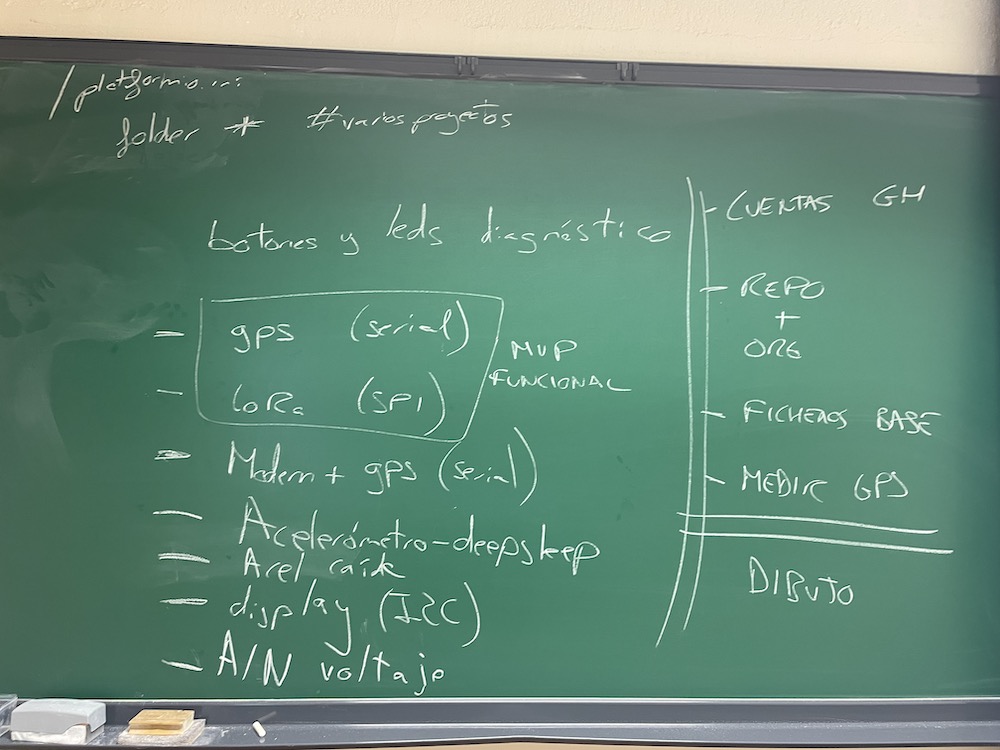 /platformio.ini
folder * #varios proyectos
botones y leds diagnóstico
- gps (serial)
- LoRa (SPI)
MVP
FUNCIONAL
- Modem + gps (serial)
- Acelerómetro-deepsleep
- Acel
- display (I2C)
- A/N voltaje
- CUENTAS GH
- REPO
+
ORG
- FICHEROS BASE
- MEDIR GPS
DIBUJO